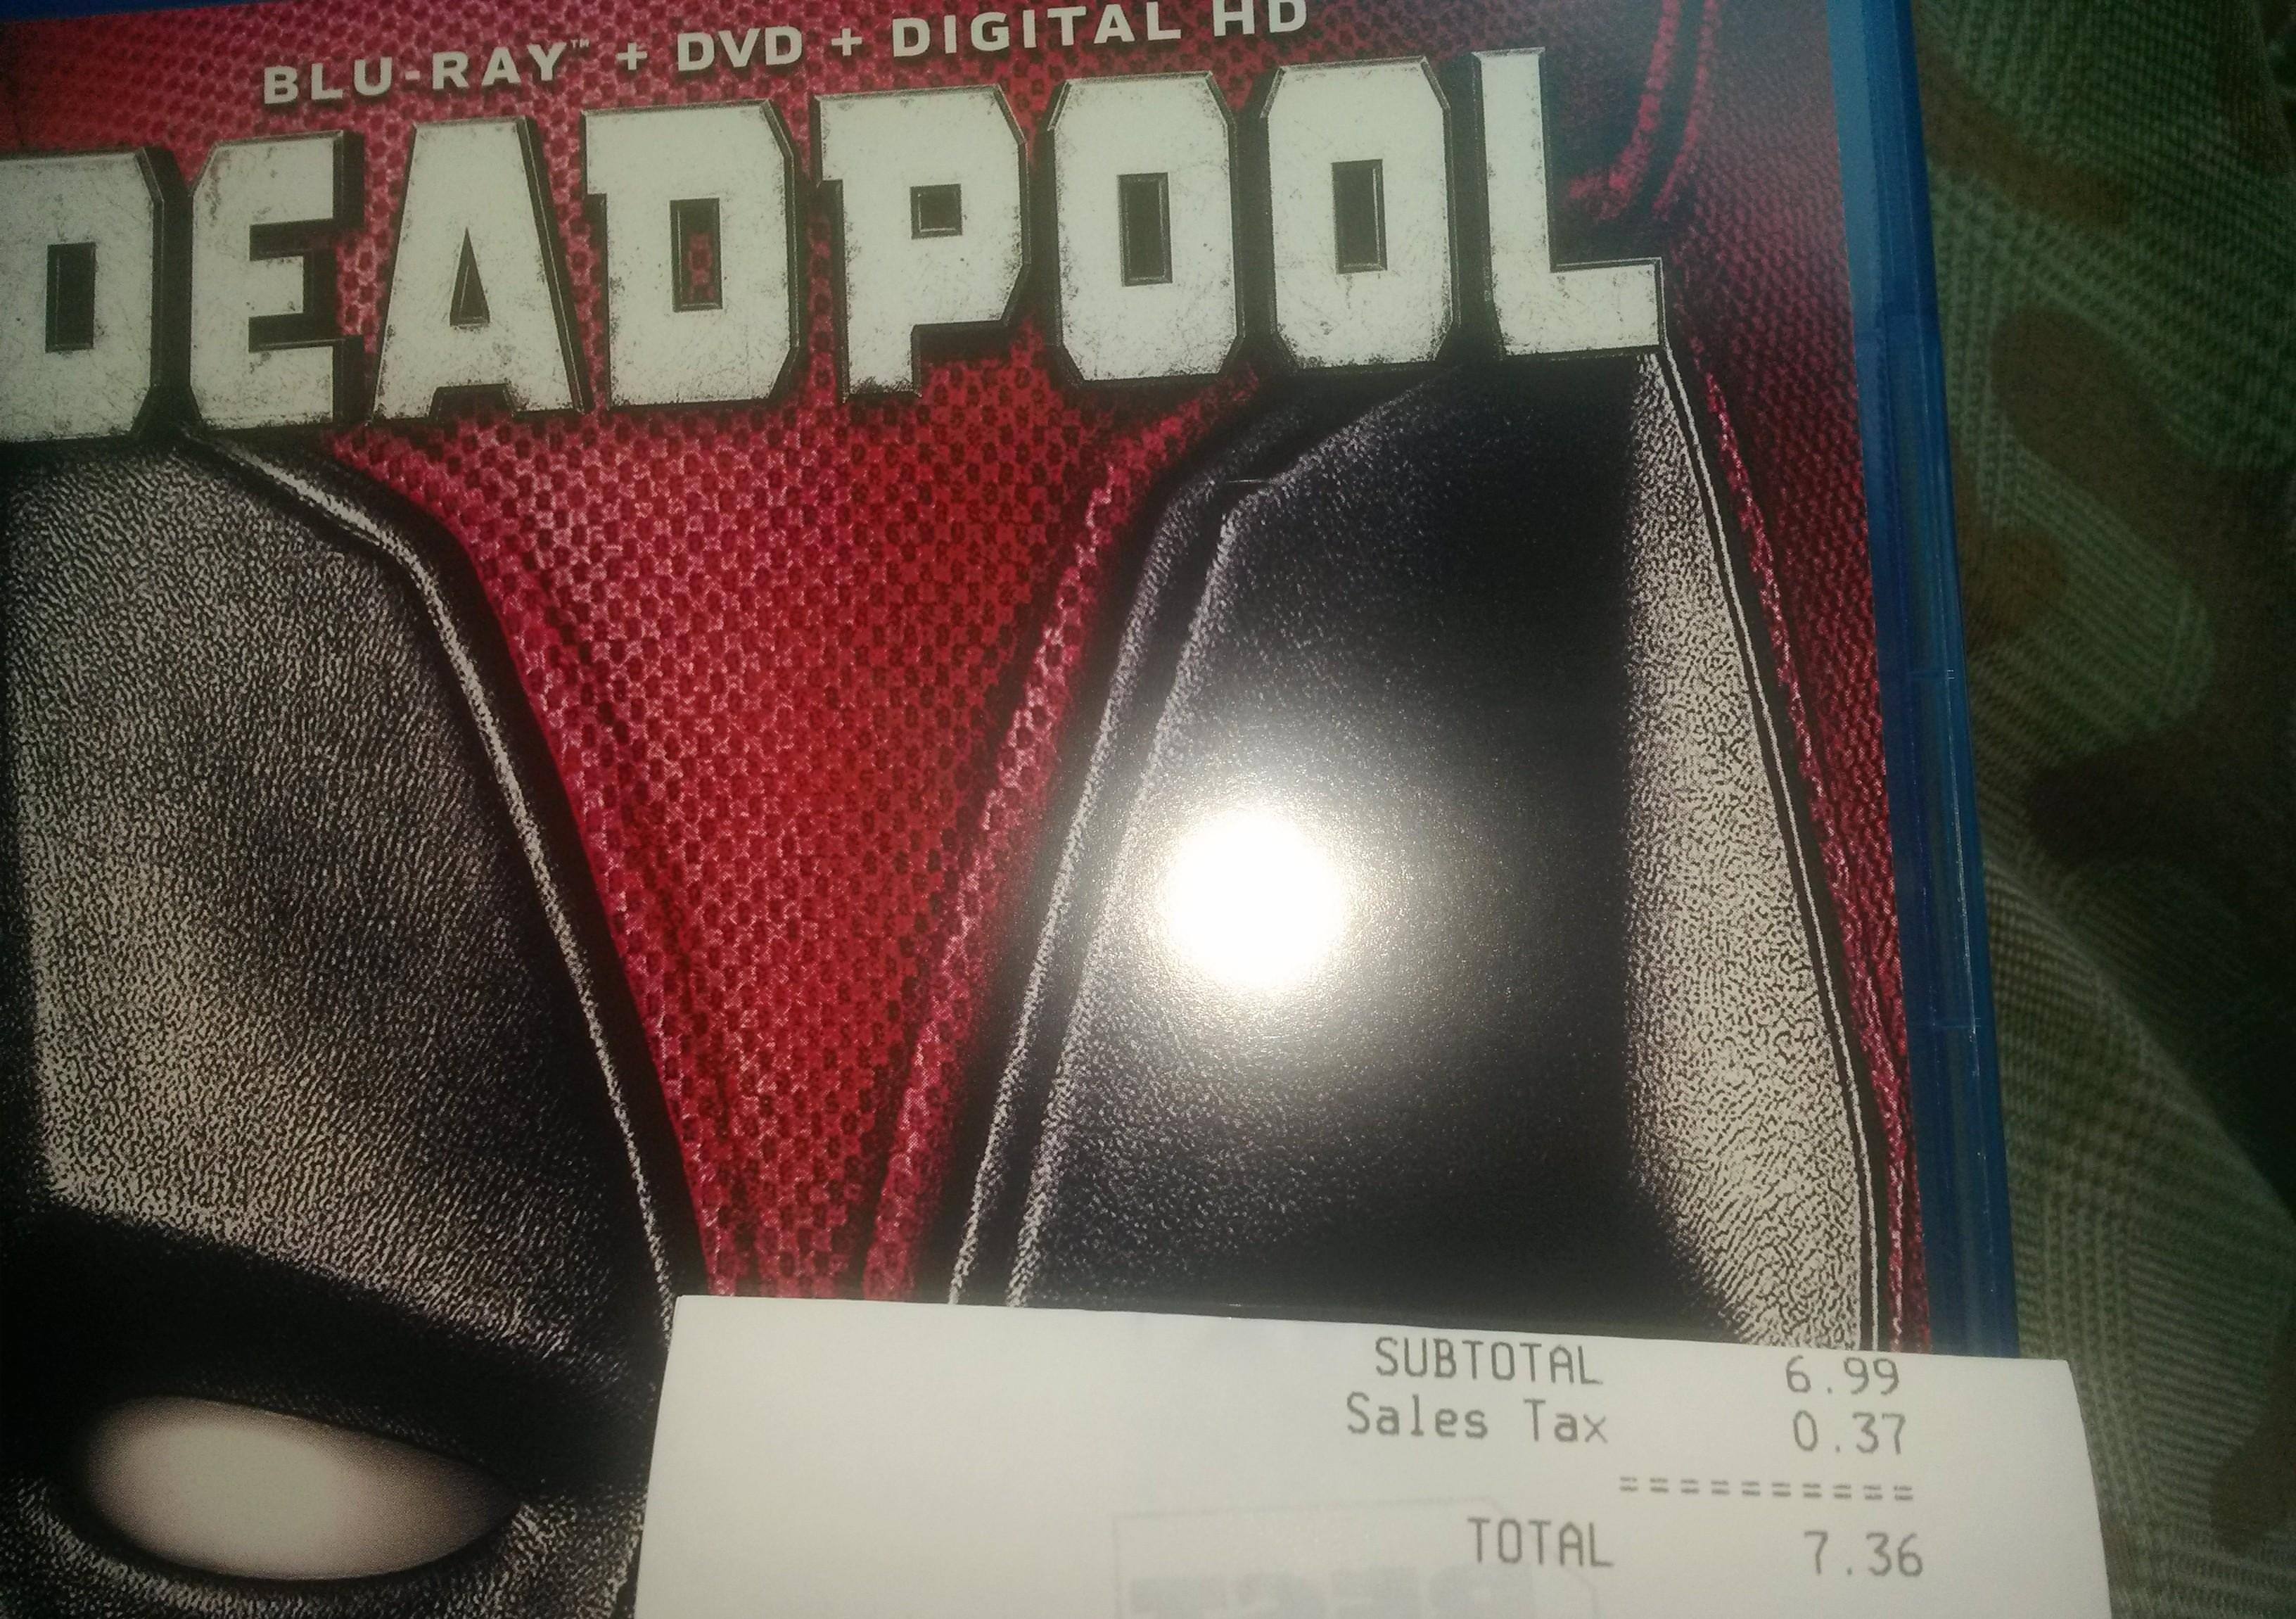 BLU-RAY™ + DVD + DIGITAL HD
DEADPOOL
SUBTOTAL 6.99
Sales Tax 0.37
==========
TOTAL 7.36